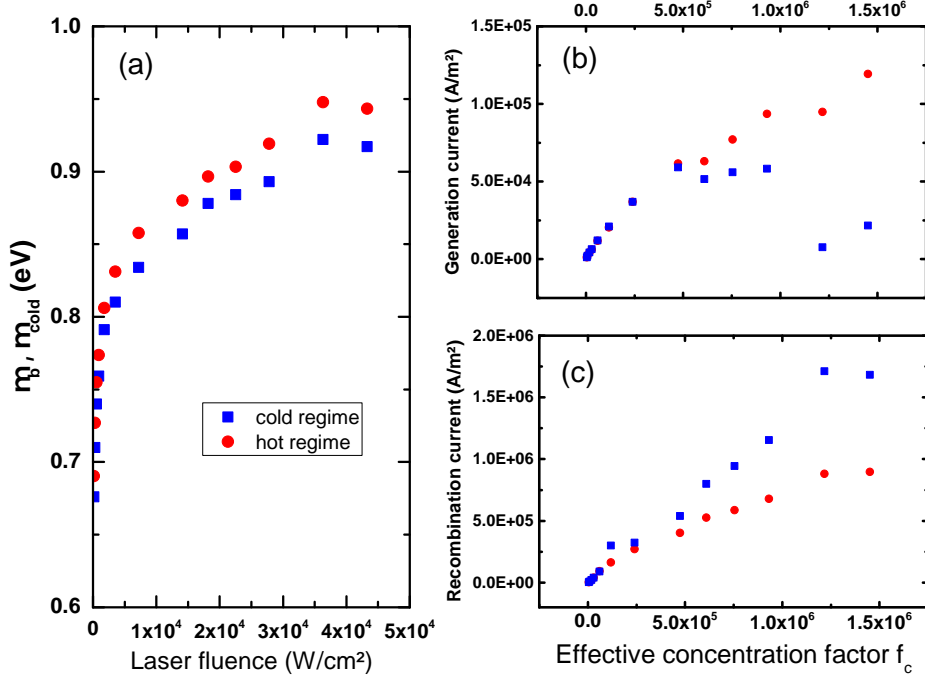 (a)
1.0
0.9
0.8
0.7
0.6
m_b, m_cold (eV)
cold regime
hot regime
0 1x10⁴ 2x10⁴ 3x10⁴ 4x10⁴ 5x10⁴
Laser fluence (W/cm²)
0.0 5.0x10⁵ 1.0x10⁶ 1.5x10⁶
(b)
1.5E+05
1.0E+05
5.0E+04
0.0E+00
Generation current (A/m²)
(c)
2.0E+06
1.5E+06
1.0E+06
5.0E+05
0.0E+00
Recombination current (A/m²)
0.0 5.0x10⁵ 1.0x10⁶ 1.5x10⁶
Effective concentration factor f_c